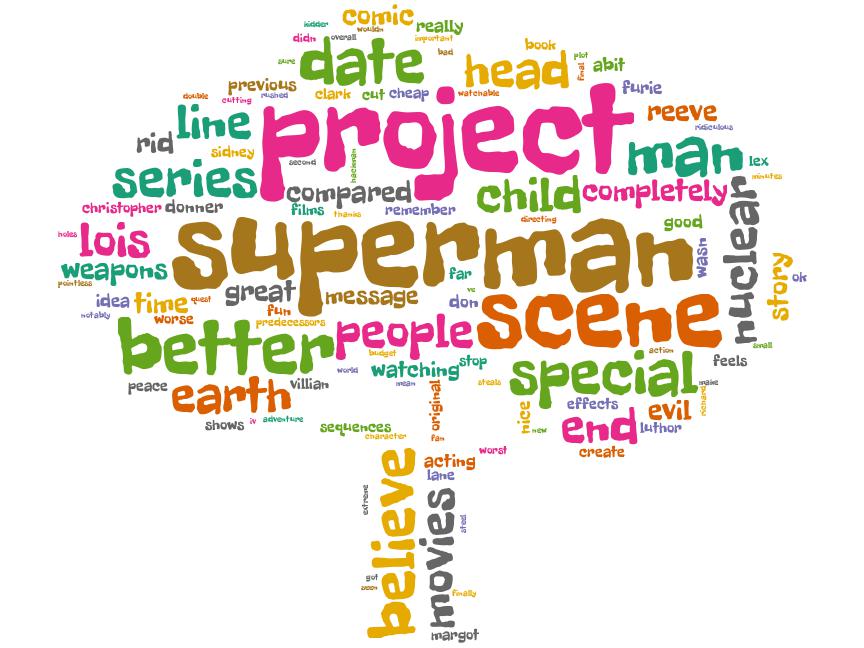 comic
kidder
wouldn
really
didn
overall
important
date
bad
book
sure
head
plot
final
abit
previous
clark
cut
cheap
watchable
furie
double
cutting
rushed
project
reeve
line
ridiculous
rid
sidney
second
hackman
man
lex
series
compared
child
completely
minutes
christopher
donner
films
thanks
remember
directing
good
nuclear
holes
lois
superman
wasn
weapons
far
story
ok
pointless
great
message
ve
idea
time
quest
fun
don
scene
notably
worse
predecessors
better
people
small
budget
action
watching
stop
feels
world
special
peace
earth
villian
mean
steals
make
original
richard
effects
evil
shows
iv
adventure
nice
new
end
luthor
sequences
character
fan
worst
create
believe
acting
lane
extreme
movies
steel
got
seen
finally
margot